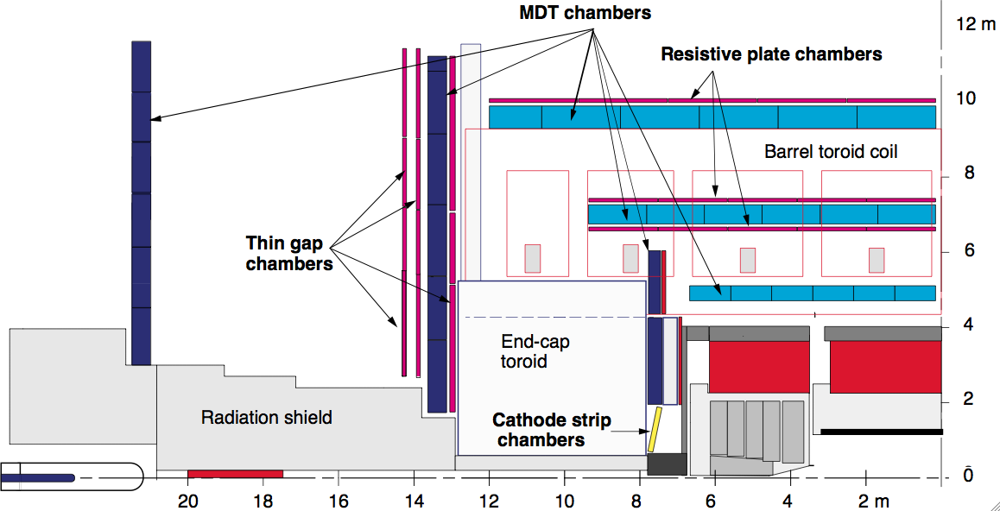 MDT chambers
12 m
Resistive plate chambers
10
Barrel toroid coil
8
Thin gap
chambers
6
End-cap
toroid
4
Radiation shield
Cathode strip
chambers
2
0
20 18 16 14 12 10 8 6 4 2 m